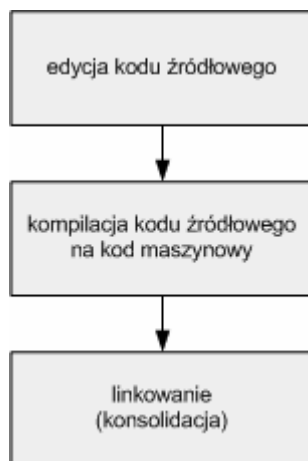 edycja kodu źródłowego
kompilacja kodu źródłowego
na kod maszynowy
linkowanie
(konsolidacja)